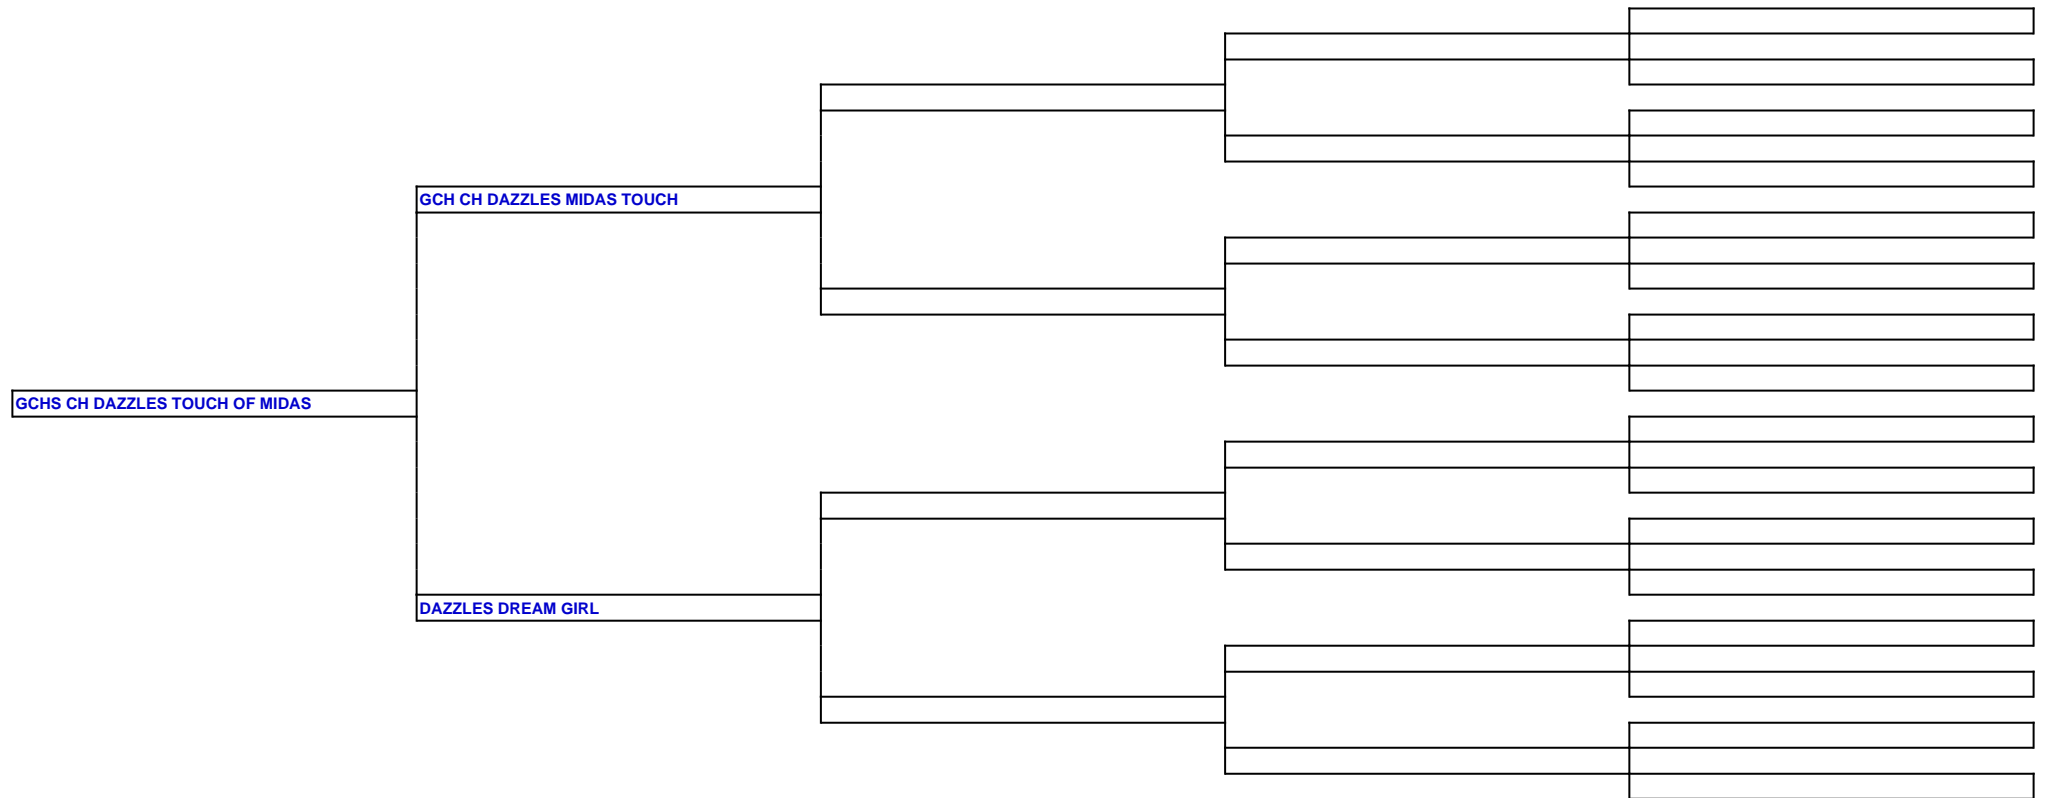 GCH CH DAZZLES MIDAS TOUCH
GCHS CH DAZZLES TOUCH OF MIDAS
DAZZLES DREAM GIRL